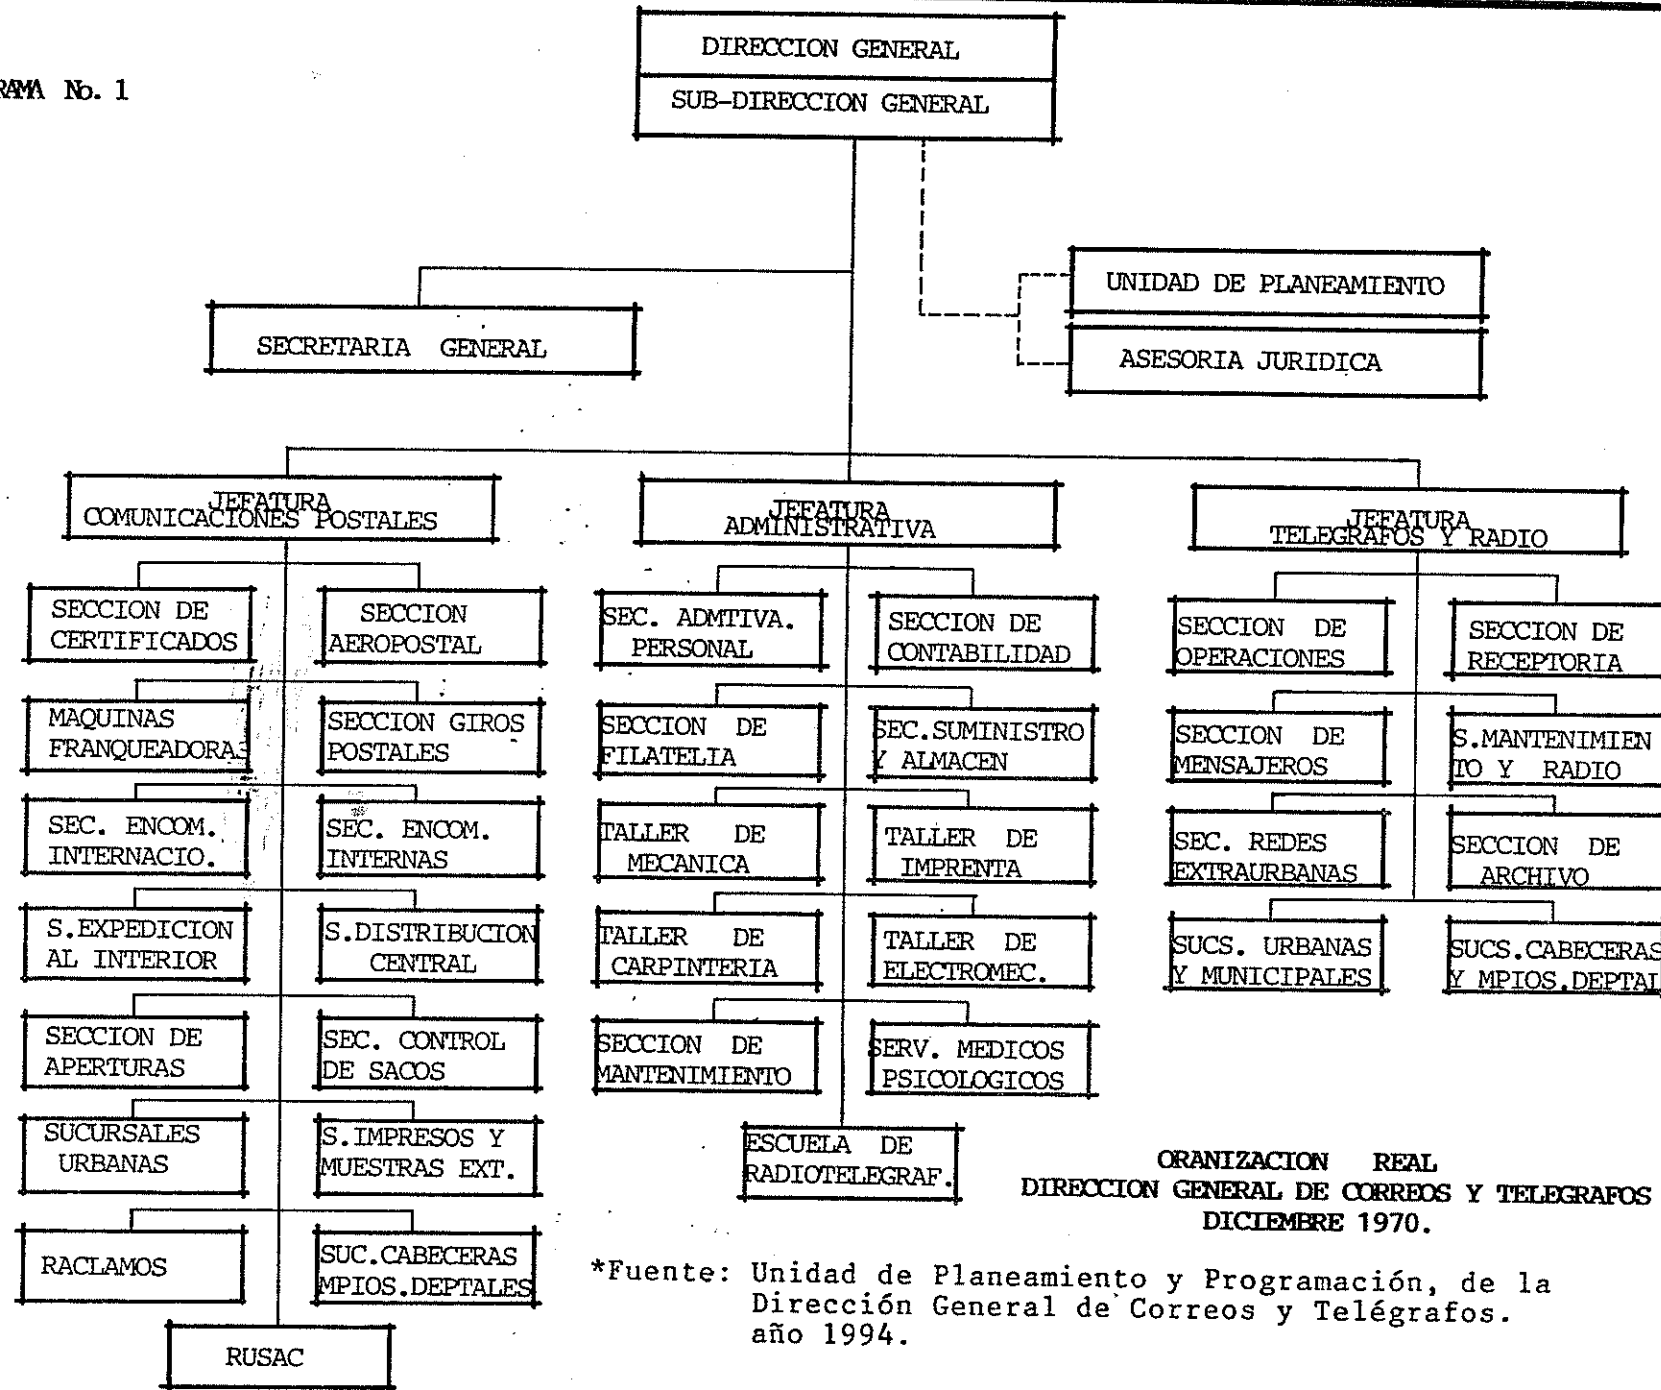 DIRECCION GENERAL
RAMA No. 1
SUB-DIRECCION GENERAL
UNIDAD DE PLANEAMIENTO
SECRETARIA GENERAL
ASESORIA JURIDICA
JEFATURA
COMUNICACIONES POSTALES
JEFATURA
ADMINISTRATIVA
JEFATURA
TELEGRAFOS Y RADIO
SECCION DE
CERTIFICADOS
SECCION
AEROPOSTAL
MAQUINAS
FRANQUEADORAS
SECCION GIROS
POSTALES
SEC. ENCOM.
INTERNACIO.
SEC. ENCOM.
INTERNAS
S.EXPEDICION
AL INTERIOR
S.DISTRIBUCION
CENTRAL
SECCION DE
APERTURAS
SEC. CONTROL
DE SACOS
SUCURSALES
URBANAS
S.IMPRESOS Y
MUESTRAS EXT.
RACLAMOS
SUC.CABECERAS
MPIOS.DEPTALES
RUSAC
SEC. ADMTIVA.
PERSONAL
SECCION DE
CONTABILIDAD
SECCION DE
FILATELIA
SEC.SUMINISTRO
Y ALMACEN
TALLER DE
MECANICA
TALLER DE
IMPRENTA
TALLER DE
CARPINTERIA
TALLER DE
ELECTROMEC.
SECCION DE
MANTENIMIENTO
SERV. MEDICOS
PSICOLOGICOS
ESCUELA DE
RADIOTELEGRAF.
SECCION DE
OPERACIONES
SECCION DE
RECEPTORIA
SECCION DE
MENSAJEROS
S.MANTENIMIEN
TO Y RADIO
SEC. REDES
EXTRAURBANAS
SECCION DE
ARCHIVO
SUCS. URBANAS
Y MUNICIPALES
SUCS.CABECERAS
Y MPIOS.DEPTAL
ORANIZACION REAL
DIRECCION GENERAL DE CORREOS Y TELEGRAFOS
DICIEMBRE 1970.
*Fuente: Unidad de Planeamiento y Programación, de la
Dirección General de Correos y Telégrafos.
año 1994.